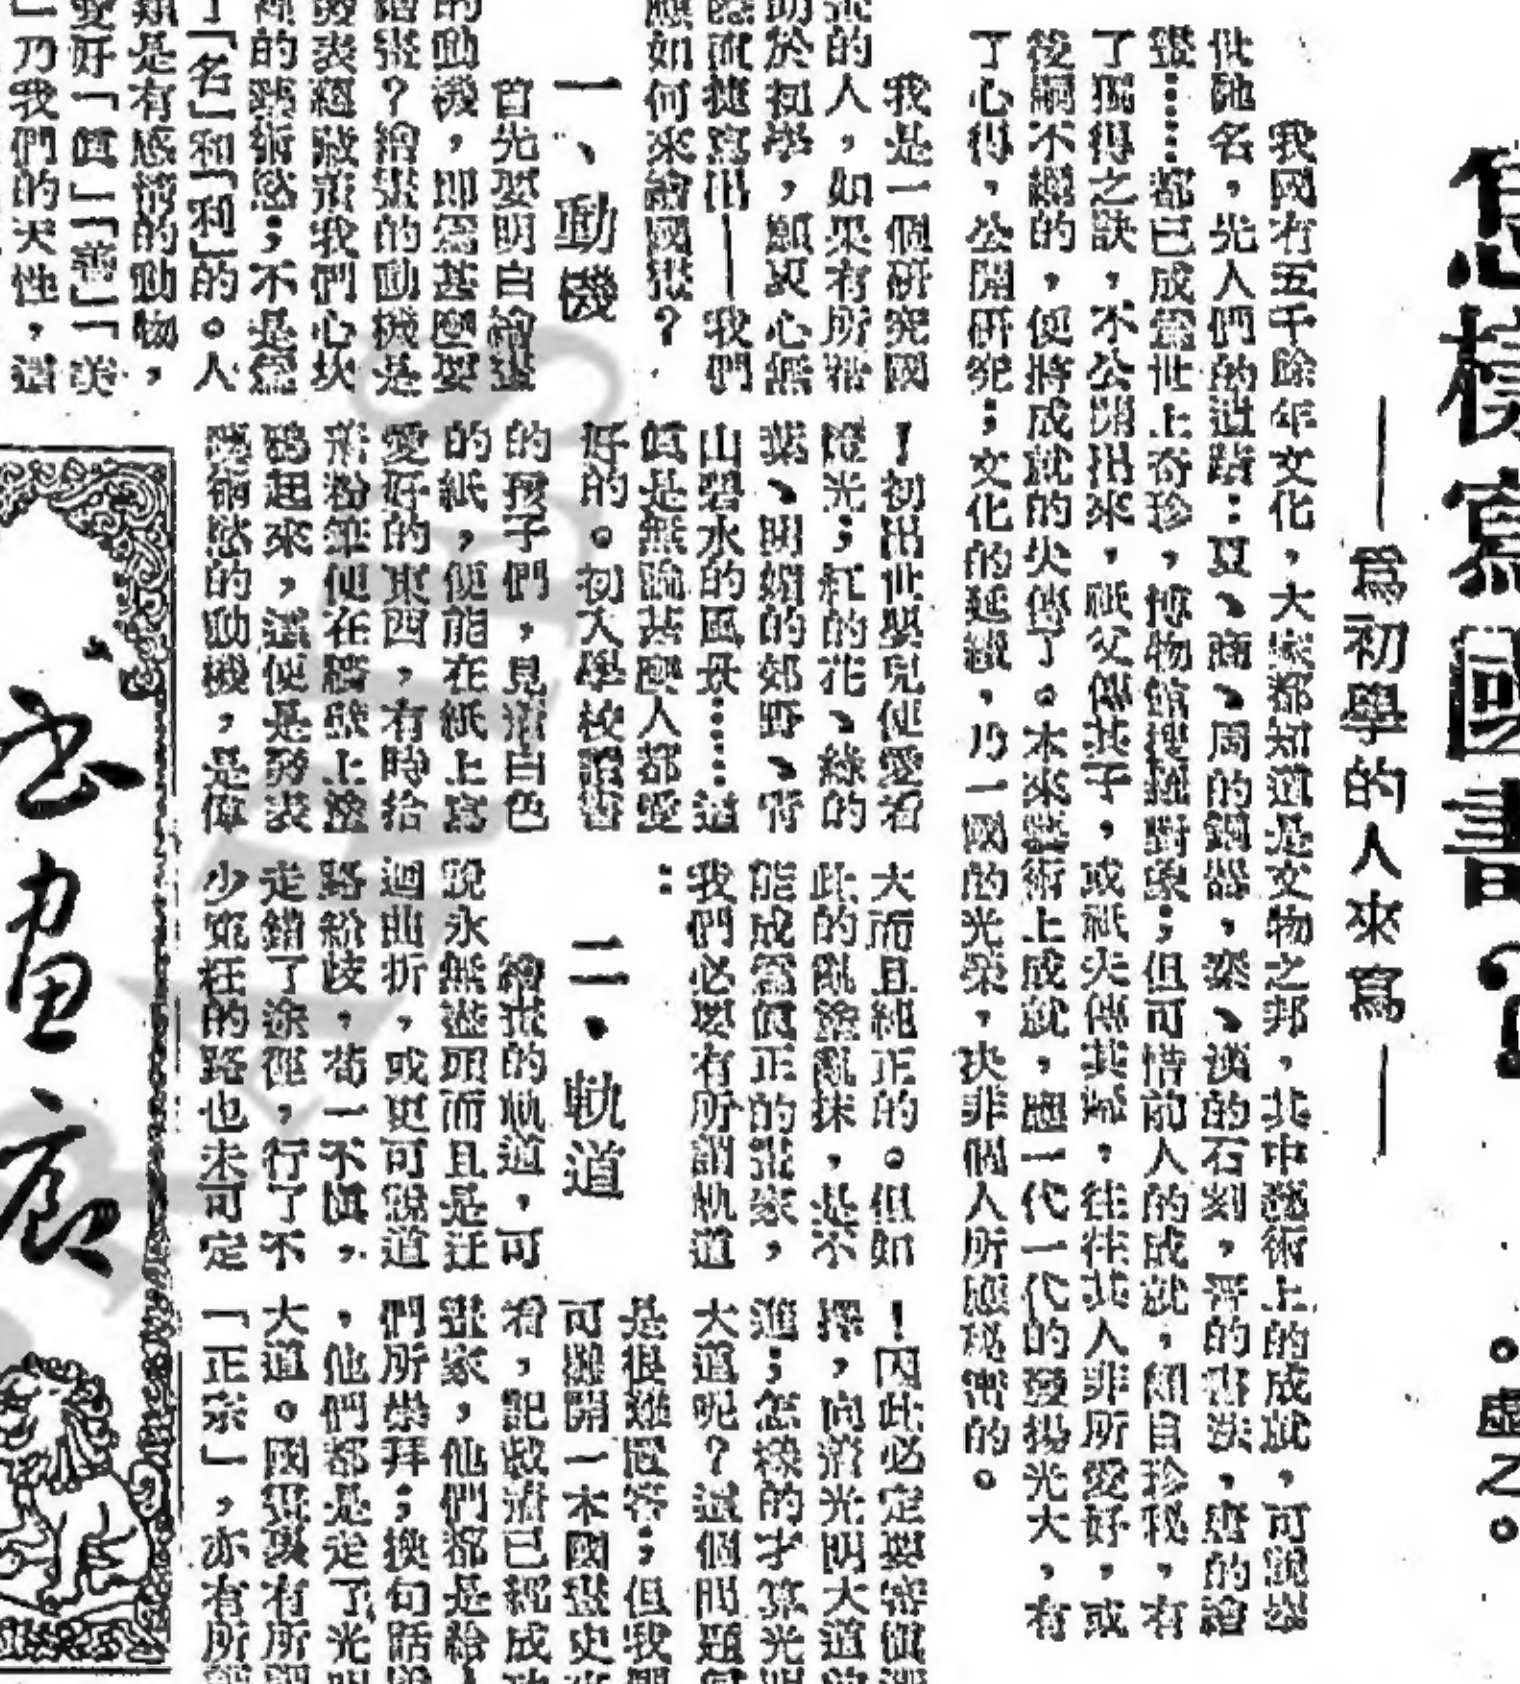 怎樣寫國畫？
。虛之。
——爲初學的人來寫——
我國有五千餘年文化，大家都知道是文物之邦，其中藝術上的成就，可說舉
世馳名，先人們的遺蹟：夏、商、周的銅器，秦、漢的石刻，晉的書法，唐的繪
畫……都已成爲世上奇珍，博物館搜羅對象；但可惜前人的成就，頗自珍秘，有
了獨得之訣，不公開出來，祇父傳其子，或祇夫傳其婦，往往其人非所愛好，或
後嗣不繼的，便將成就的失傳了。本來藝術上成就，應一代一代的發揚光大，有
了心得，公開研究；文化的延續，乃一國的光榮，決非個人所應秘密的。
我是一個研究國
的人，如果有所
助於初學，願更心無
直捷寫出——我們
應如何來繪國畫？
一、動機
首先要明白繪畫
的動機，卽爲甚麼要
繪畫？繪畫的動機是
發表蘊藏着我們心坎
裡的藝術慾；不是爲
了「名」和「利」的。人
類是有感情的動物，
愛好「眞」「善」「美
」乃我們的天性，這
了初出世嬰兒便愛看
燈光；紅的花、綠的
葉、明媚的郊野、青
山碧水的風景……這
眞是無論甚麼人都愛
好的。初入學校讀書
的孩子們，見着白色
的紙，便能在紙上寫
愛好的東西，有時拾
粉筆便在牆壁上塗
鴉起來，這便是發表
藝術慾的動機，是偉
大而且純正的。但如
此的亂塗亂抹，是不
能成爲眞正的畫家，
我們必要有所謂軌道
：
二、軌道
繪畫的軌道，可
說永無盡頭而且是迂
迴曲折，或更可說道
路紛歧，苟一不愼，
走錯了途徑，行了不
少寃枉的路也未可定
！因此必定要審愼選
擇，向着光明大道前
進；怎樣的才算光明
大道呢？這個問題
是很難回答；但我們
可攤開一本國畫史來
看，記載着已經成功
畫家，他們都是給人
們所崇拜；換句話
，他們都是走了光明
大道。國畫有所謂
「正宗」，亦有所謂
書畫廊